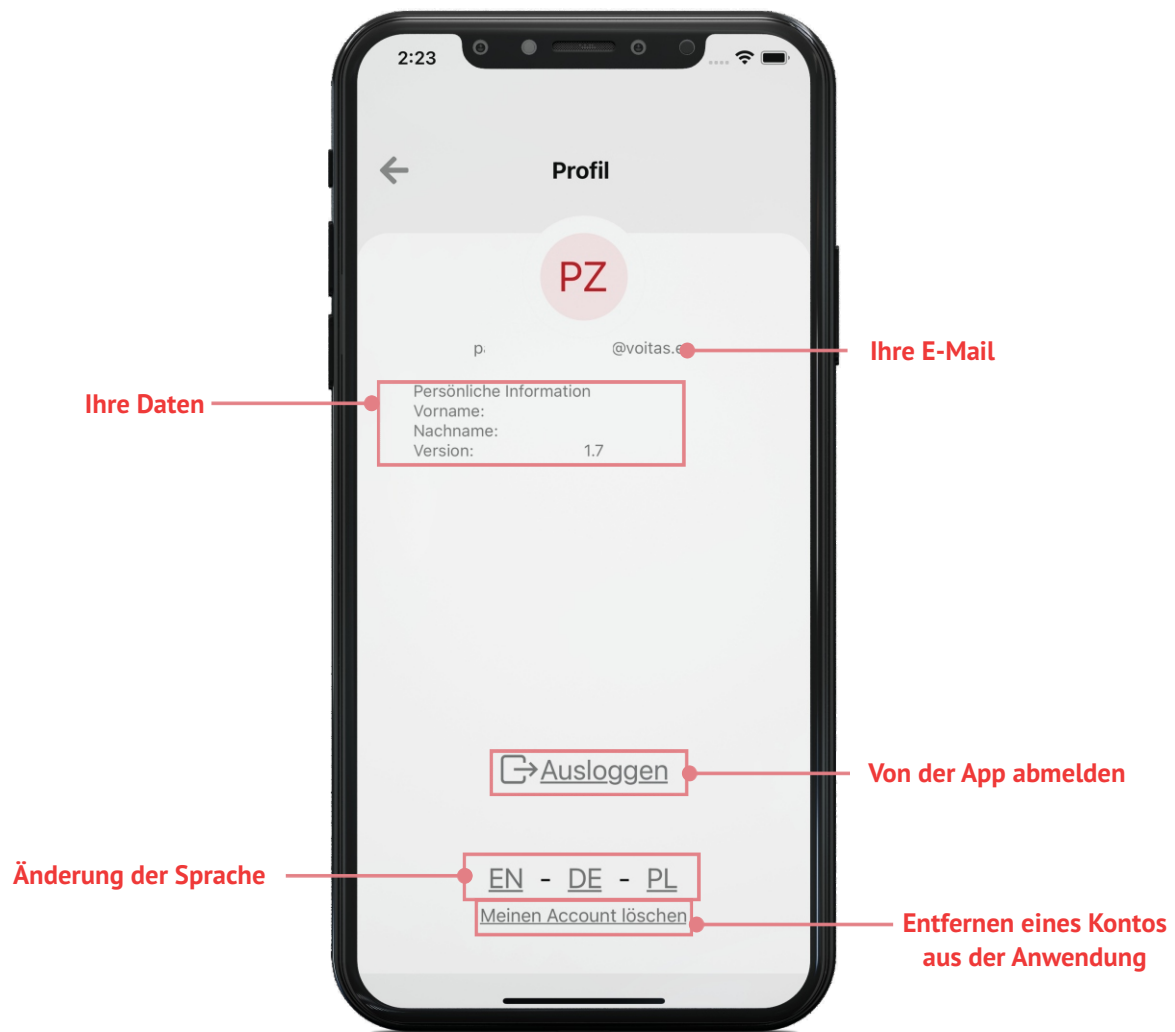 2:23
Profil
PZ
@voitas.e
Ihre E-Mail
Ihre Daten
Persönliche Information
Vorname:
Nachname:
Version: 1.7
Ausloggen
Von der App abmelden
Änderung der Sprache
EN - DE - PL
Meinen Account löschen
Entfernen eines Kontos
aus der Anwendung